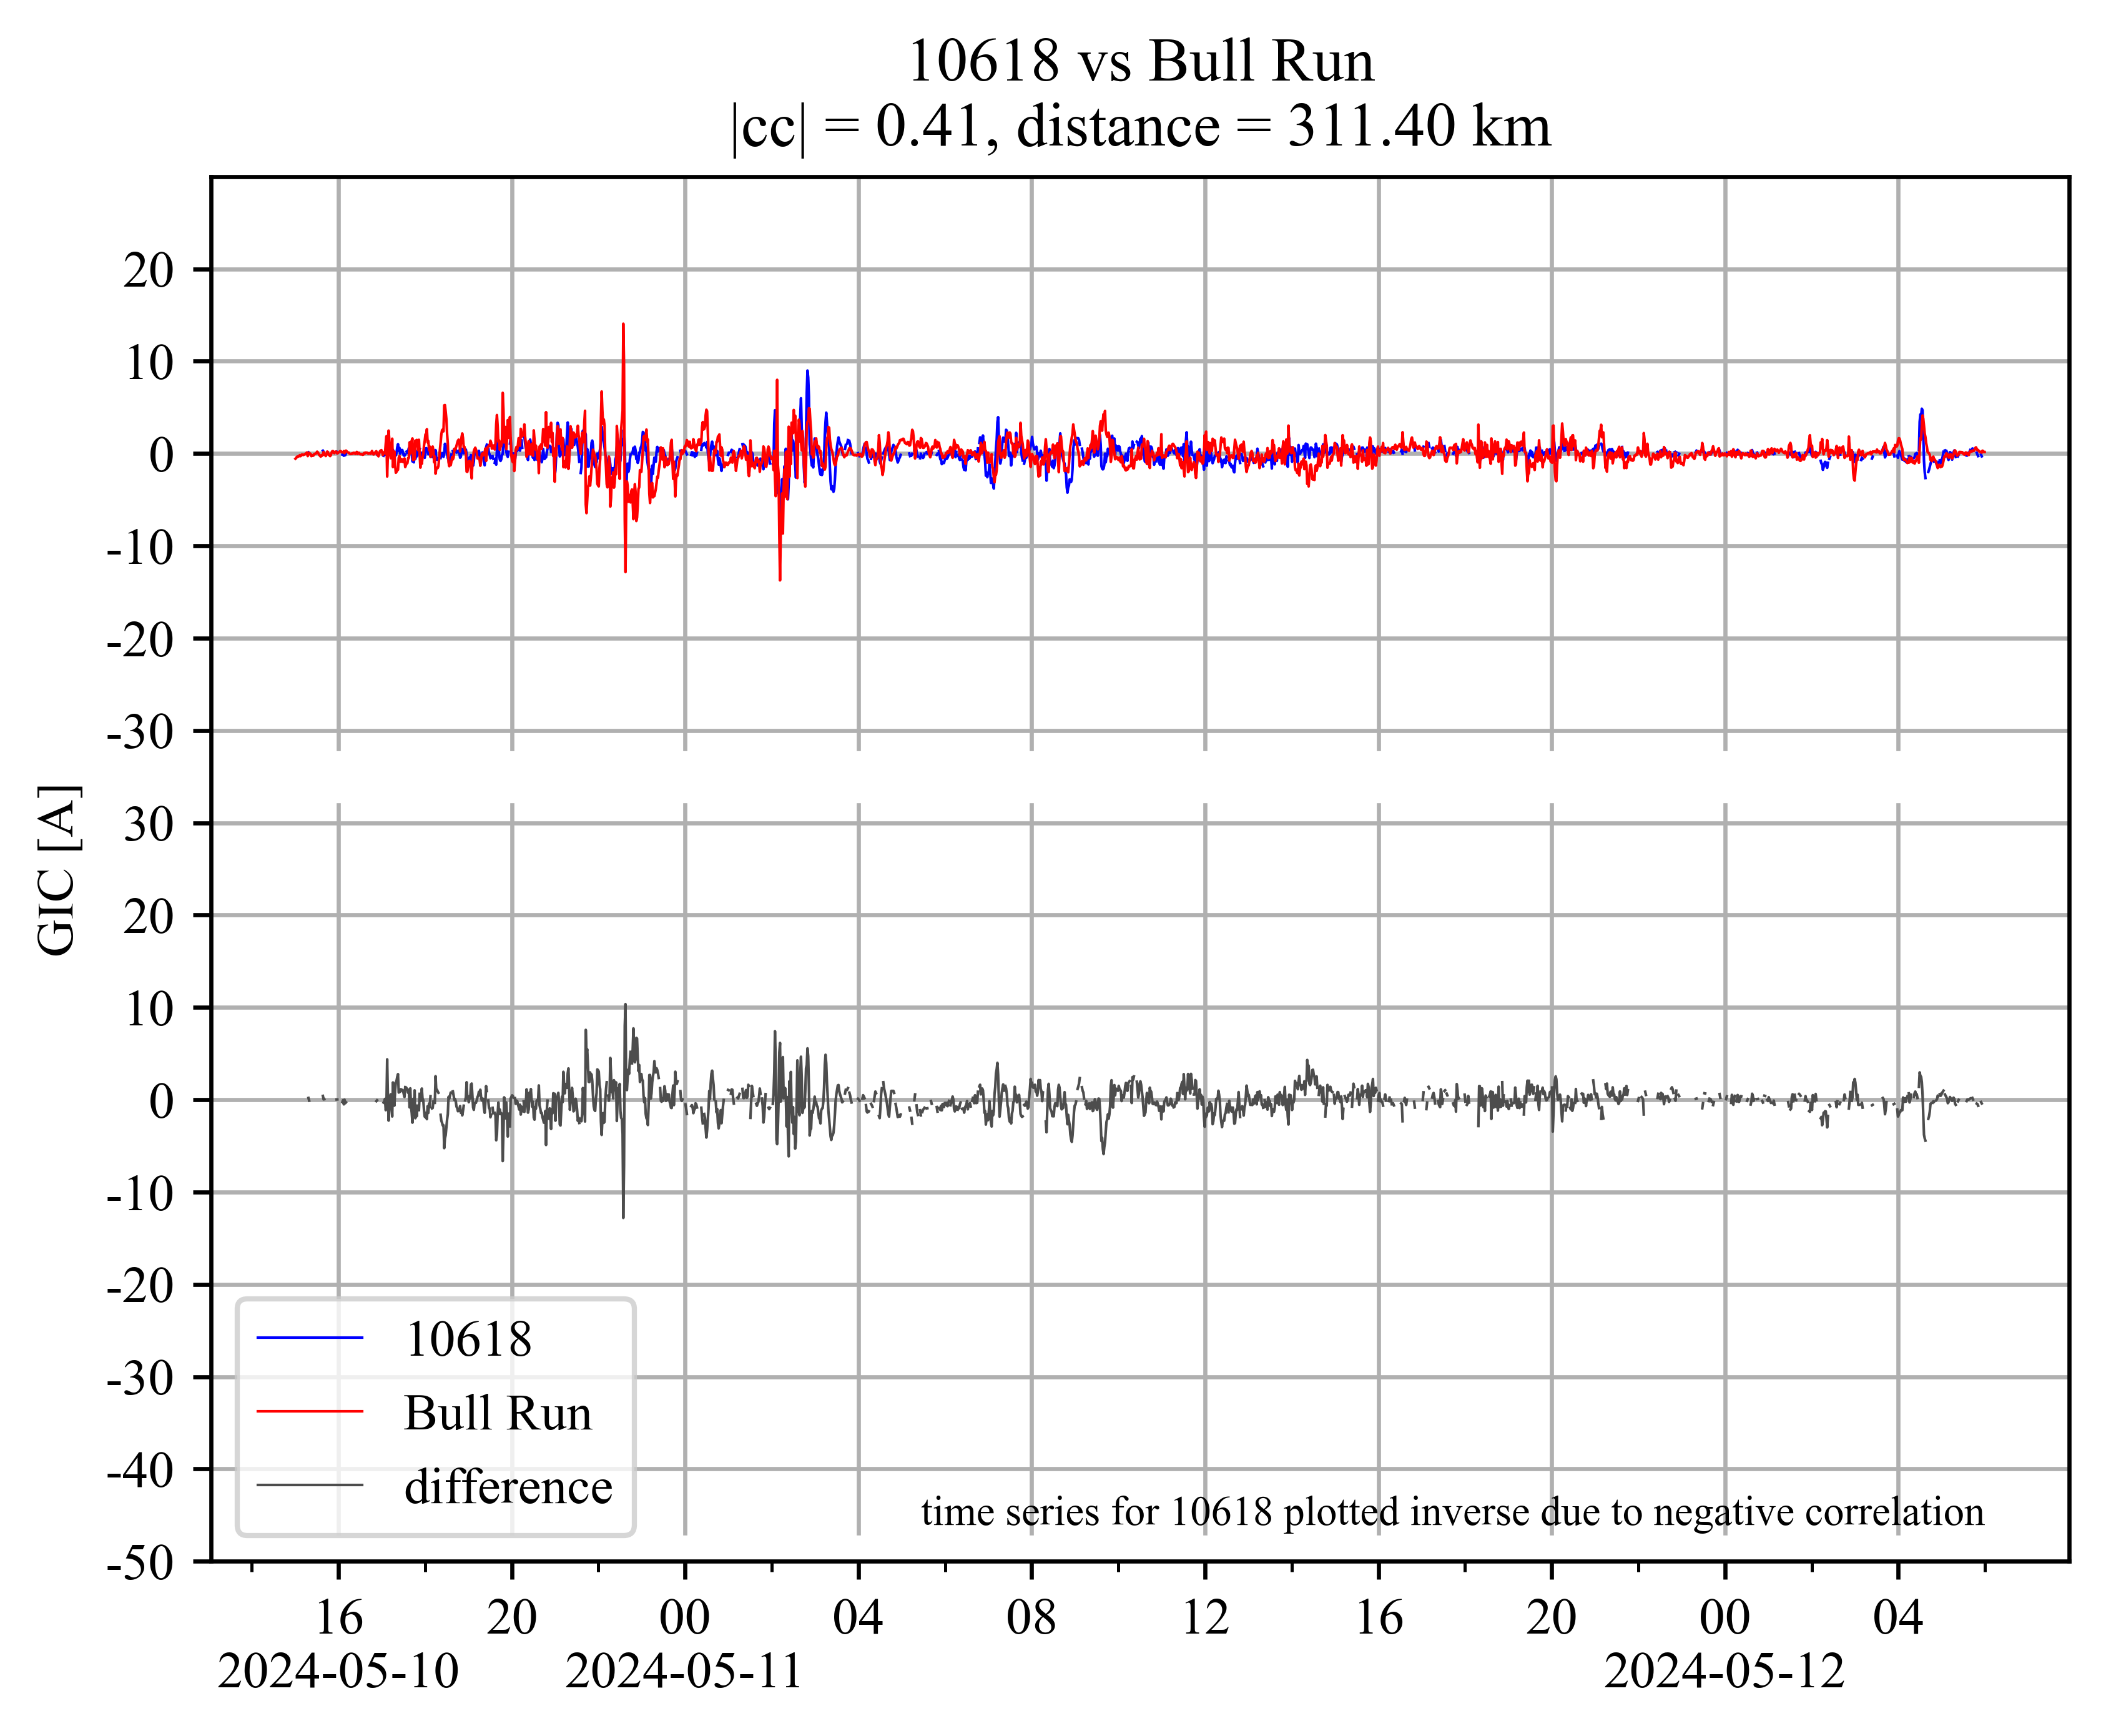 10618 vs Bull Run
|cc| = 0.41, distance = 311.40 km
20
10
0
-10
-20
-30
30
20
10
0
-10
-20
-30
-40
-50
GIC [A]
10618
Bull Run
difference
time series for 10618 plotted inverse due to negative correlation
16 20 00 04 08 12 16 20 00 04
2024-05-10 2024-05-11 2024-05-12